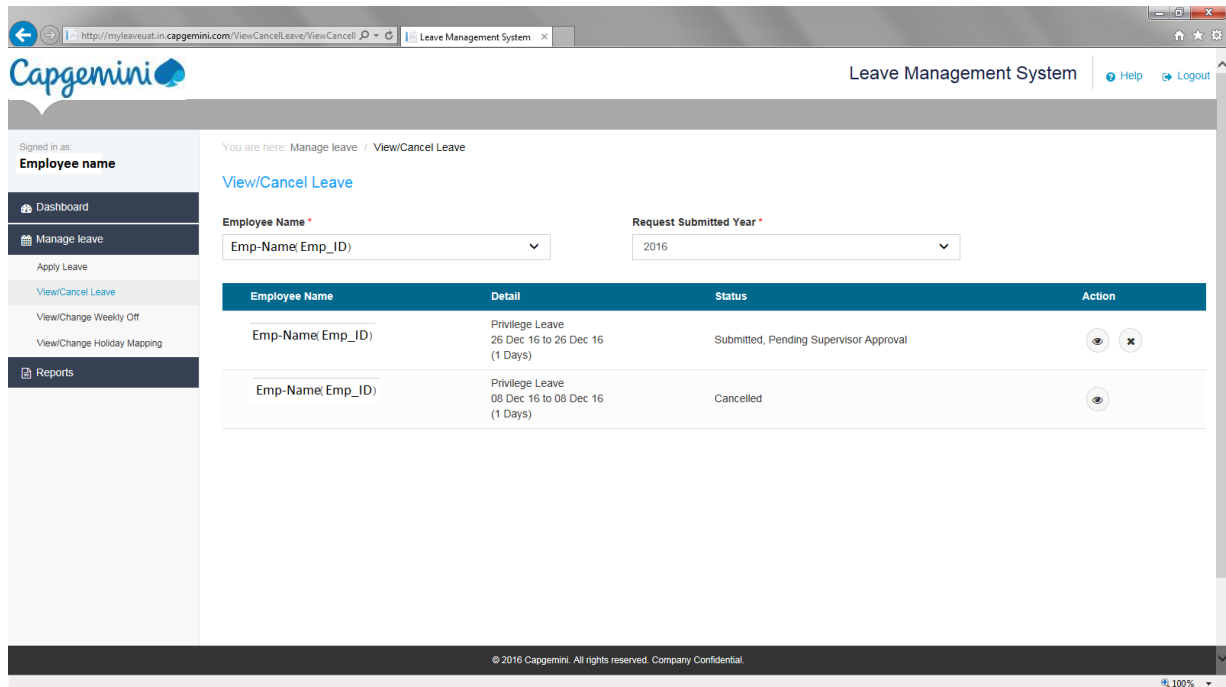 http://myleaveuat.in.capgemini.com/ViewCancelLeave/ViewCancell
Leave Management System
Capgemini
Leave Management System
Help
Logout
Signed in as:
Employee name
You are here: Manage leave / View/Cancel Leave
View/Cancel Leave
Dashboard
Manage leave
Apply Leave
View/Cancel Leave
View/Change Weekly Off
View/Change Holiday Mapping
Reports
Employee Name *
Request Submitted Year *
Emp-Name(Emp_ID)
2016
Employee Name Detail Status Action
Emp-Name(Emp_ID)
Privilege Leave
26 Dec 16 to 26 Dec 16
(1 Days)
Submitted, Pending Supervisor Approval
Emp-Name(Emp_ID)
Privilege Leave
08 Dec 16 to 08 Dec 16
(1 Days)
Cancelled
© 2016 Capgemini. All rights reserved. Company Confidential.
100%